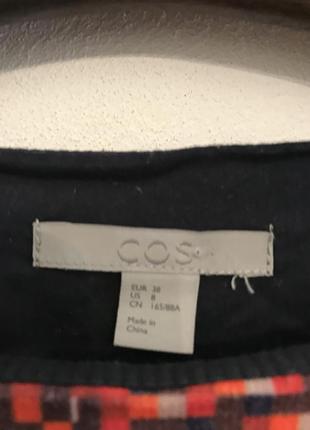 COS
EUR 38
US 8
CN 165/88A
Made in
China